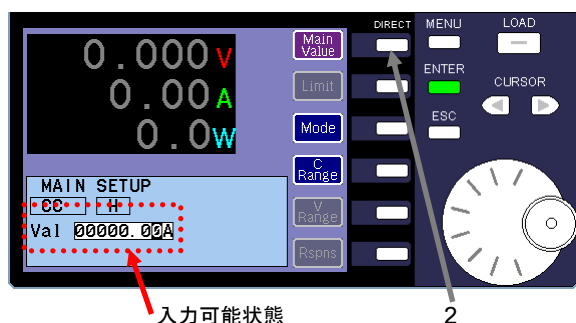 DIRECT
MENU
LOAD
0.000V
0.00A
0.0W
Main
Value
Limit
Mode
C
Range
V
Range
Rspns
ENTER
ESC
CURSOR
MAIN SETUP
CC H
Val 00000.00A
入力可能状態
2